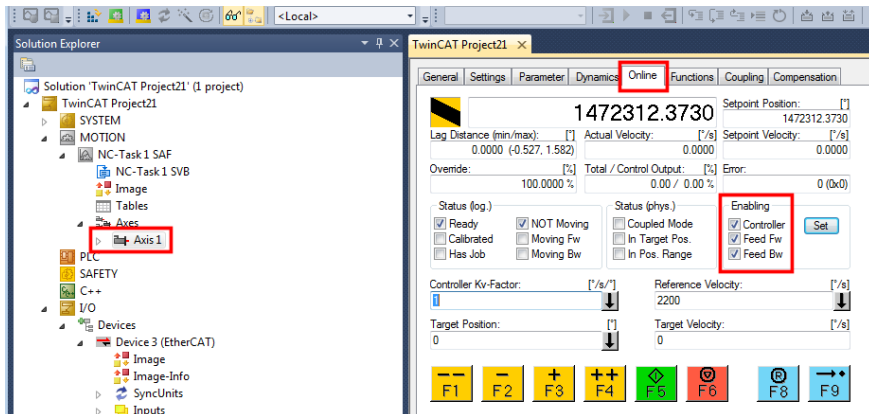 <Local>
Solution Explorer
TwinCAT Project21
Solution 'TwinCAT Project21' (1 project)
TwinCAT Project21
SYSTEM
MOTION
NC-Task 1 SAF
NC-Task 1 SVB
Image
Tables
Axes
Axis 1
PLC
SAFETY
C++
I/O
Devices
Device 3 (EtherCAT)
Image
Image-Info
SyncUnits
Inputs
General Settings Parameter Dynamics Online Functions Coupling Compensation
1472312.3730
Setpoint Position: [°]
1472312.3730
Lag Distance (min/max): [°] Actual Velocity: [°/s] Setpoint Velocity: [°/s]
0.0000 (-0.527, 1.582) 0.0000 0.0000
Override: [%] Total / Control Output: [%] Error:
100.0000 % 0.00 / 0.00 % 0 (0x0)
Status (log.) Status (phys.) Enabling
Ready NOT Moving Coupled Mode Controller Set
Calibrated Moving Fw In Target Pos. Feed Fw
Has Job Moving Bw In Pos. Range Feed Bw
Controller Kv-Factor: [°/s/°] Reference Velocity: [°/s]
1 2200
Target Position: [°] Target Velocity: [°/s]
0 0
F1 F2 F3 F4 F5 F6 F8 F9